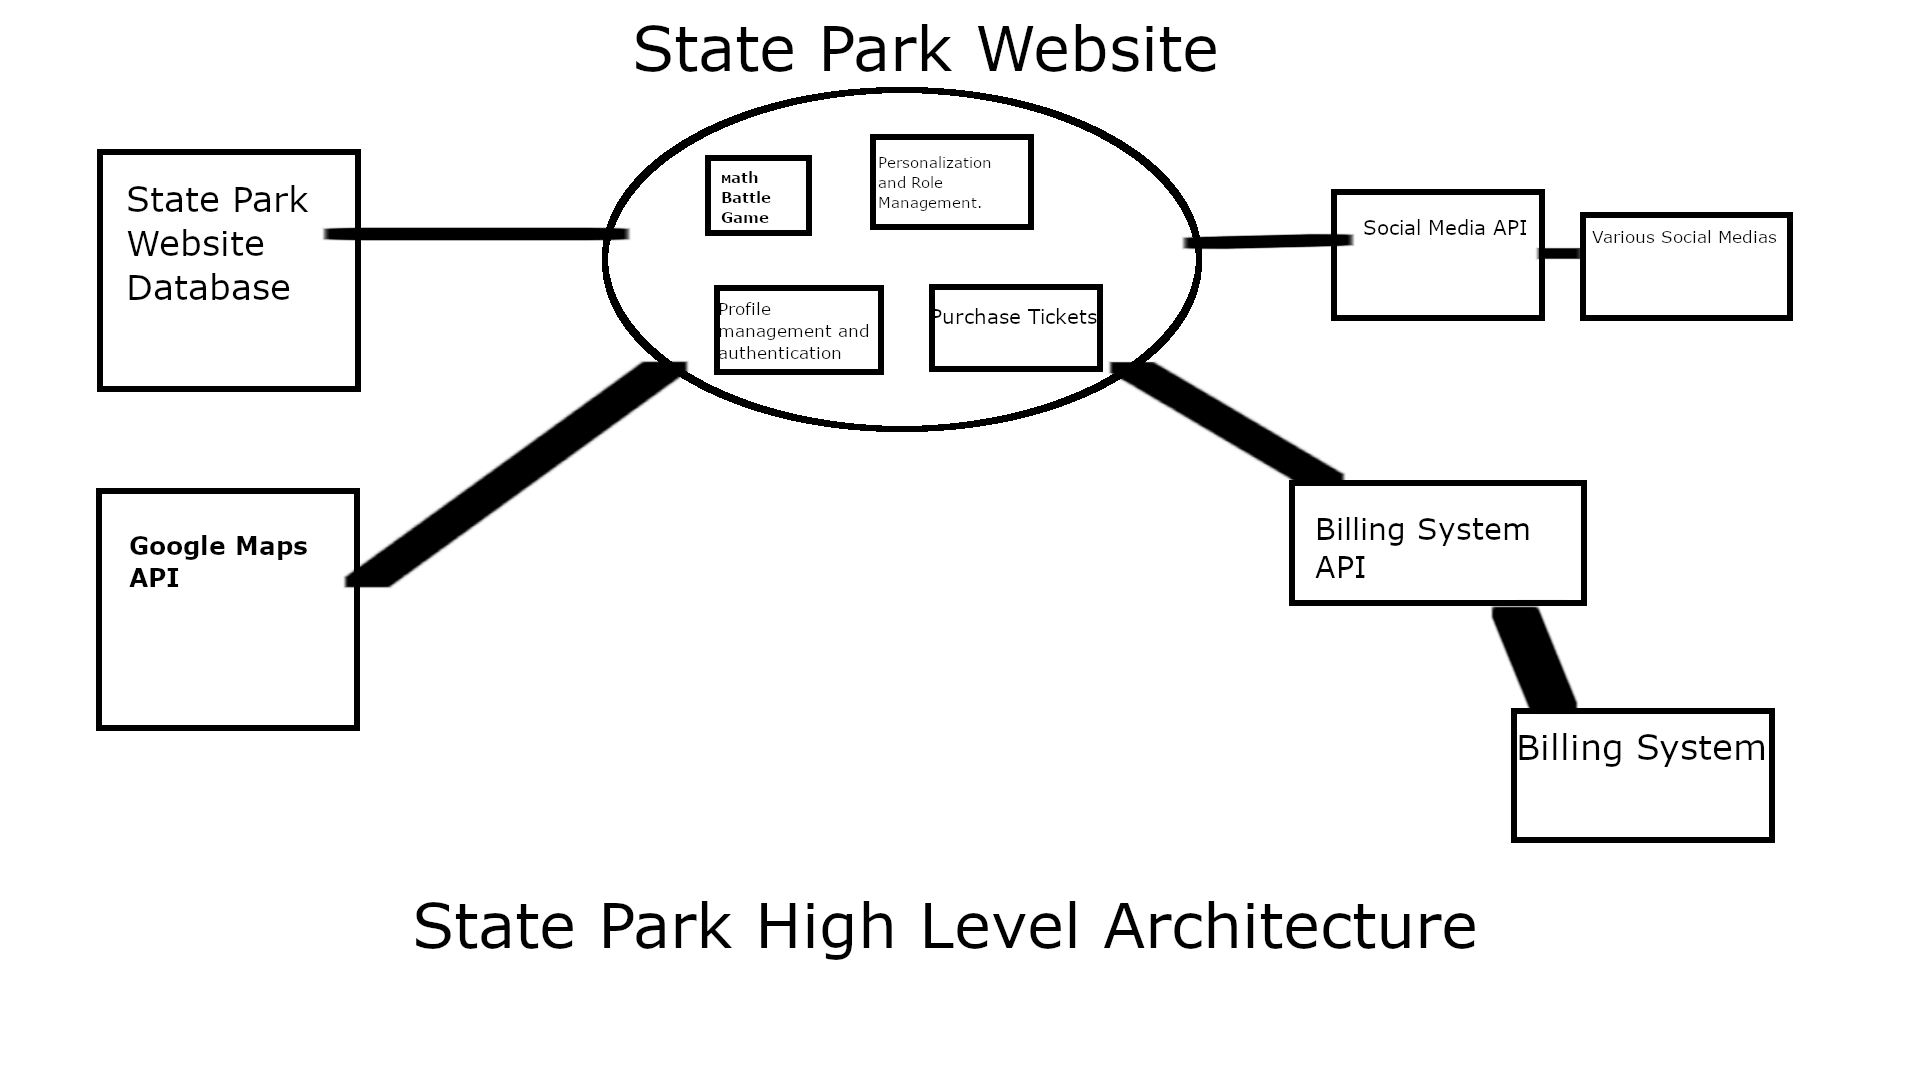 State Park Website
State Park
Website
Database
Math
Battle
Game
Personalization
and Role
Management.
Profile
management and
authentication
Purchase Tickets
Social Media API
Various Social Medias
Google Maps
API
Billing System
API
Billing System
State Park High Level Architecture